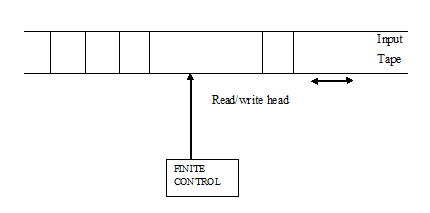 Input
Tape
Read/write head
FINITE
CONTROL